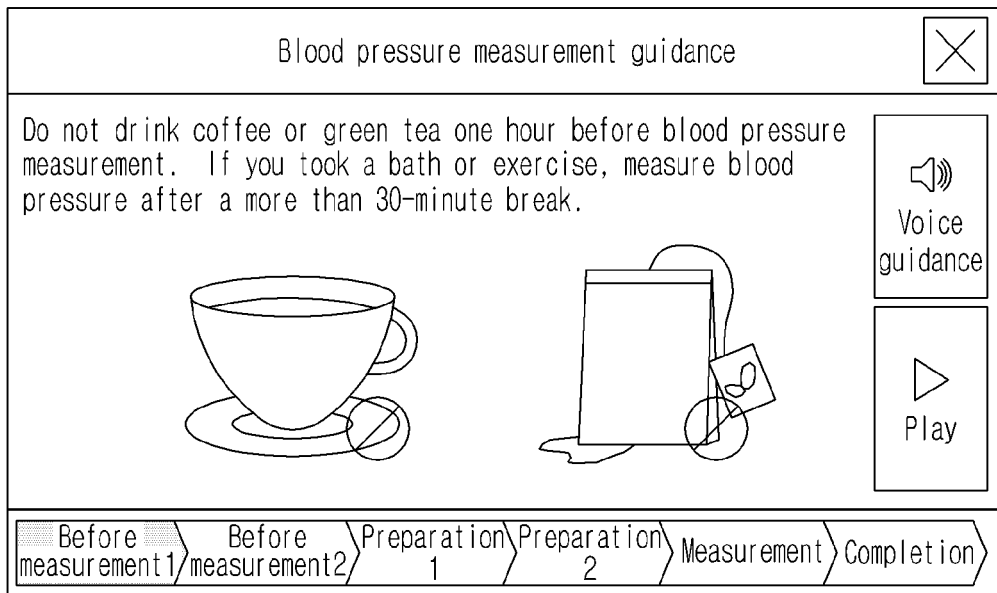 Blood pressure measurement guidance
Do not drink coffee or green tea one hour before blood pressure
measurement. If you took a bath or exercise, measure blood
pressure after a more than 30-minute break.
Voice
guidance
Play
Before
measurement1
Before
measurement2
Preparation
1
Preparation
2
Measurement
Completion